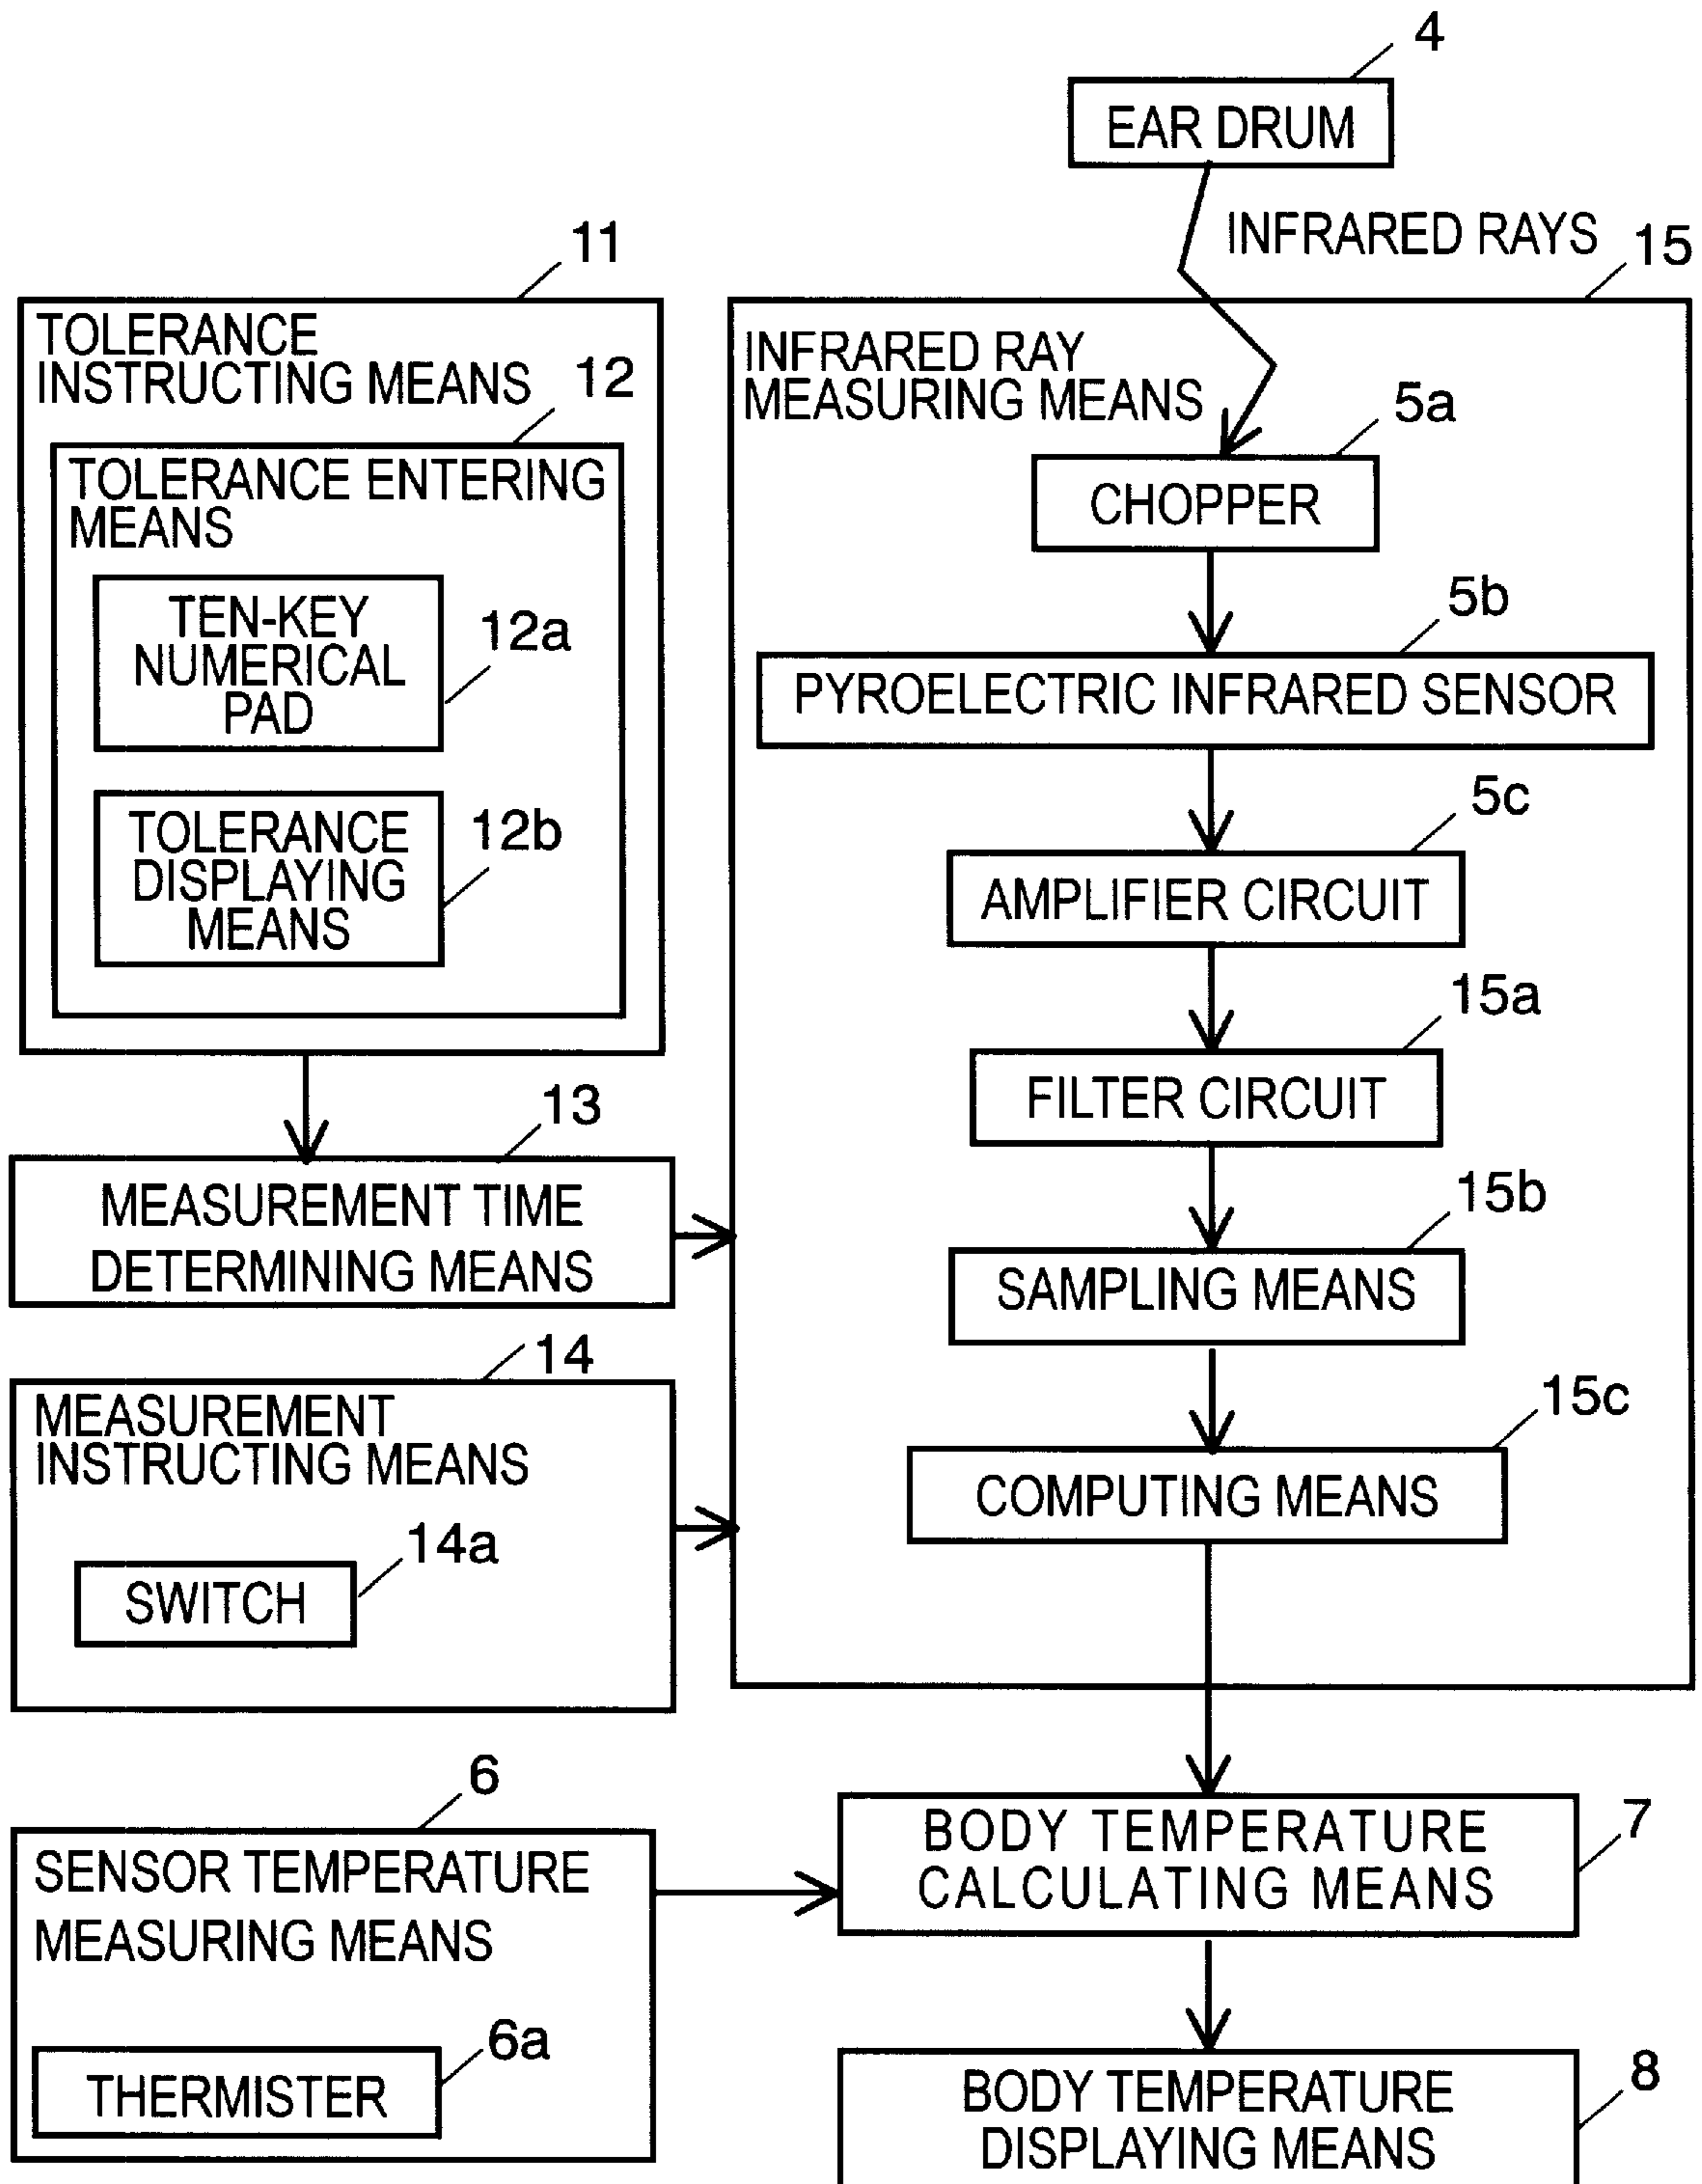 4
EAR DRUM
INFRARED RAYS
11
15
TOLERANCE
INSTRUCTING MEANS
12
TOLERANCE ENTERING
MEANS
TEN-KEY
NUMERICAL
PAD
12a
TOLERANCE
DISPLAYING
MEANS
12b
INFRARED RAY
MEASURING MEANS
5a
CHOPPER
5b
PYROELECTRIC INFRARED SENSOR
5c
AMPLIFIER CIRCUIT
15a
FILTER CIRCUIT
15b
SAMPLING MEANS
15c
COMPUTING MEANS
13
MEASUREMENT TIME
DETERMINING MEANS
14
MEASUREMENT
INSTRUCTING MEANS
14a
SWITCH
6
SENSOR TEMPERATURE
MEASURING MEANS
6a
THERMISTER
BODY TEMPERATURE
CALCULATING MEANS
7
BODY TEMPERATURE
DISPLAYING MEANS
8